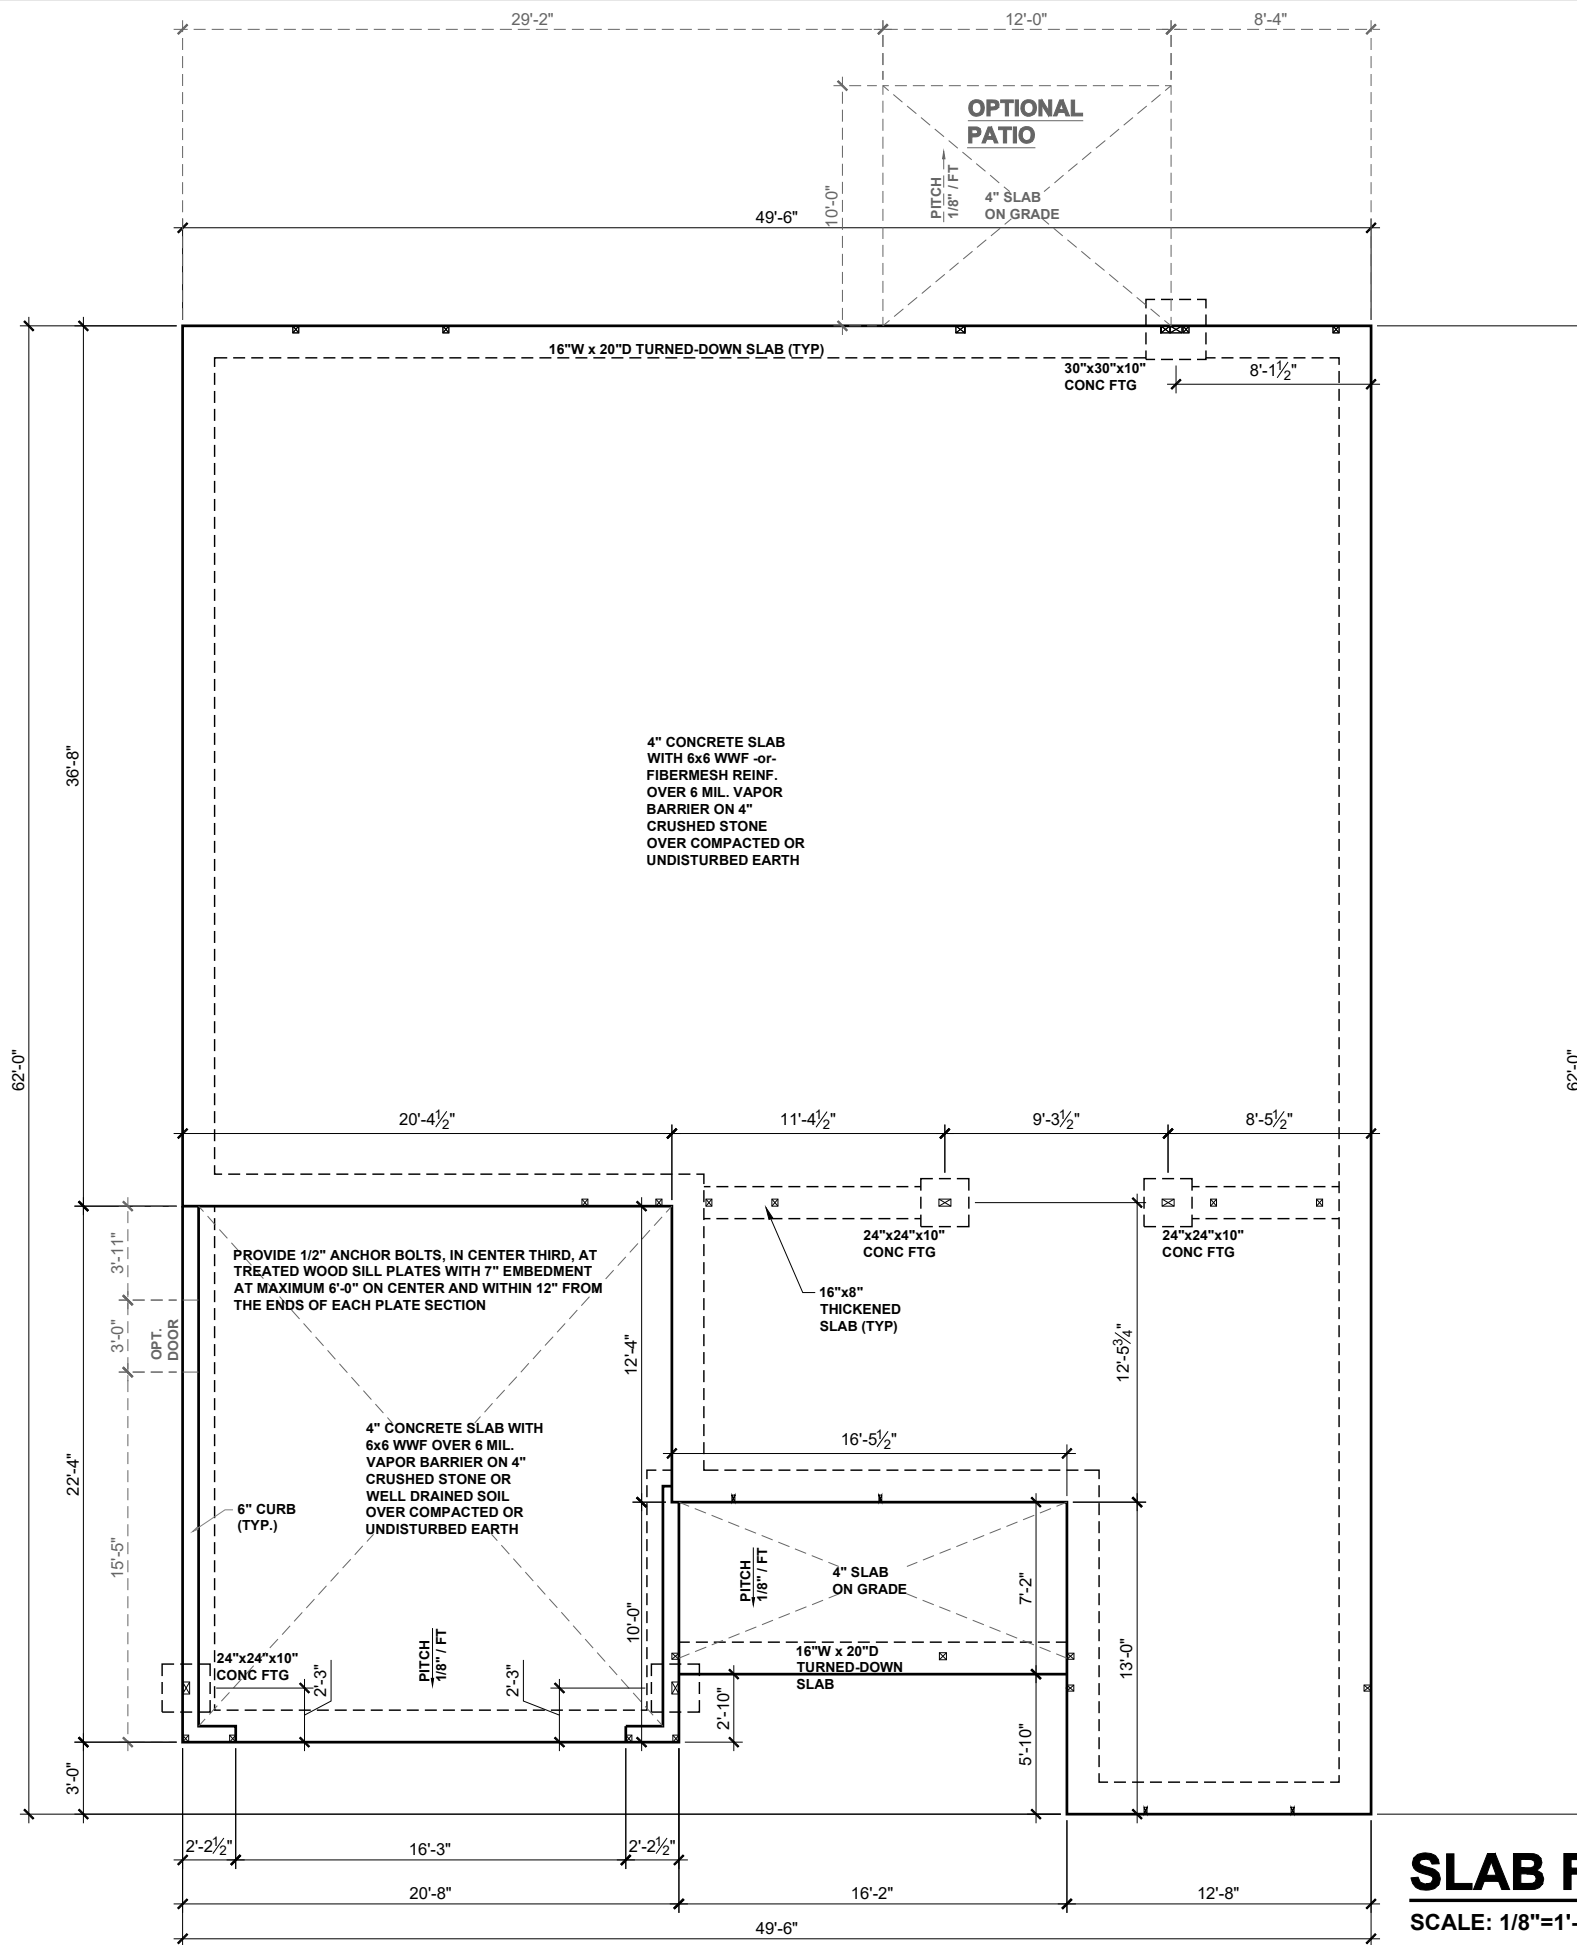 29'-2"
12'-0"
8'-4"
OPTIONAL
PATIO
PITCH
1/8" / FT
4" SLAB
ON GRADE
10'-0"
49'-6"
16"W x 20"D TURNED-DOWN SLAB (TYP)
30"x30"x10"
CONC FTG
8'-1½"
36'-8"
4" CONCRETE SLAB
WITH 6x6 WWF -or-
FIBERMESH REINF.
OVER 6 MIL. VAPOR
BARRIER ON 4"
CRUSHED STONE
OVER COMPACTED OR
UNDISTURBED EARTH
62'-0"
62'-0"
20'-4½"
11'-4½"
9'-3½"
8'-5½"
24"x24"x10"
CONC FTG
24"x24"x10"
CONC FTG
3'-11"
PROVIDE 1/2" ANCHOR BOLTS, IN CENTER THIRD, AT
TREATED WOOD SILL PLATES WITH 7" EMBEDMENT
AT MAXIMUM 6'-0" ON CENTER AND WITHIN 12" FROM
THE ENDS OF EACH PLATE SECTION
16"x8"
THICKENED
SLAB (TYP)
3'-0"
OPT.
DOOR
12'-4"
12'-5¾"
16'-5½"
4" CONCRETE SLAB WITH
6x6 WWF OVER 6 MIL.
VAPOR BARRIER ON 4"
CRUSHED STONE OR
WELL DRAINED SOIL
OVER COMPACTED OR
UNDISTURBED EARTH
22'-4"
6" CURB
(TYP.)
15'-5"
PITCH
1/8" / FT
4" SLAB
ON GRADE
7'-2"
10'-0"
PITCH
1/8" / FT
24"x24"x10"
CONC FTG
2'-3"
2'-3"
16"W x 20"D
TURNED-DOWN
SLAB
13'-0"
2'-10"
5'-10"
3'-0"
2'-2½"
16'-3"
2'-2½"
20'-8"
16'-2"
12'-8"
49'-6"
SLAB
SCALE: 1/8"=1'-